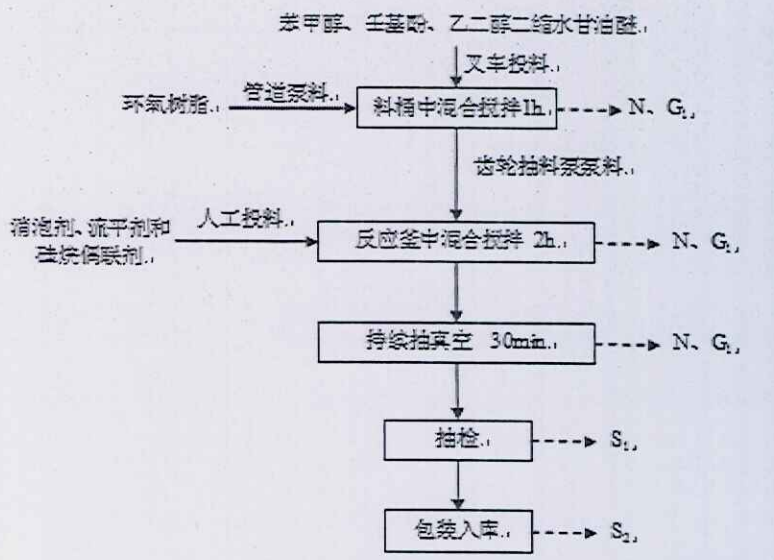 苯甲醇、壬基酚、乙二醇二缩水甘油醚
叉车投料
环氧树脂
管道泵料
料桶中混合搅拌1h
N、G₁
齿轮抽料泵泵料
消泡剂、流平剂和
硅烷偶联剂
人工投料
反应釜中混合搅拌 2h
N、G₁
持续抽真空 30min
N、G₁
抽检
S₁
包装入库
S₂